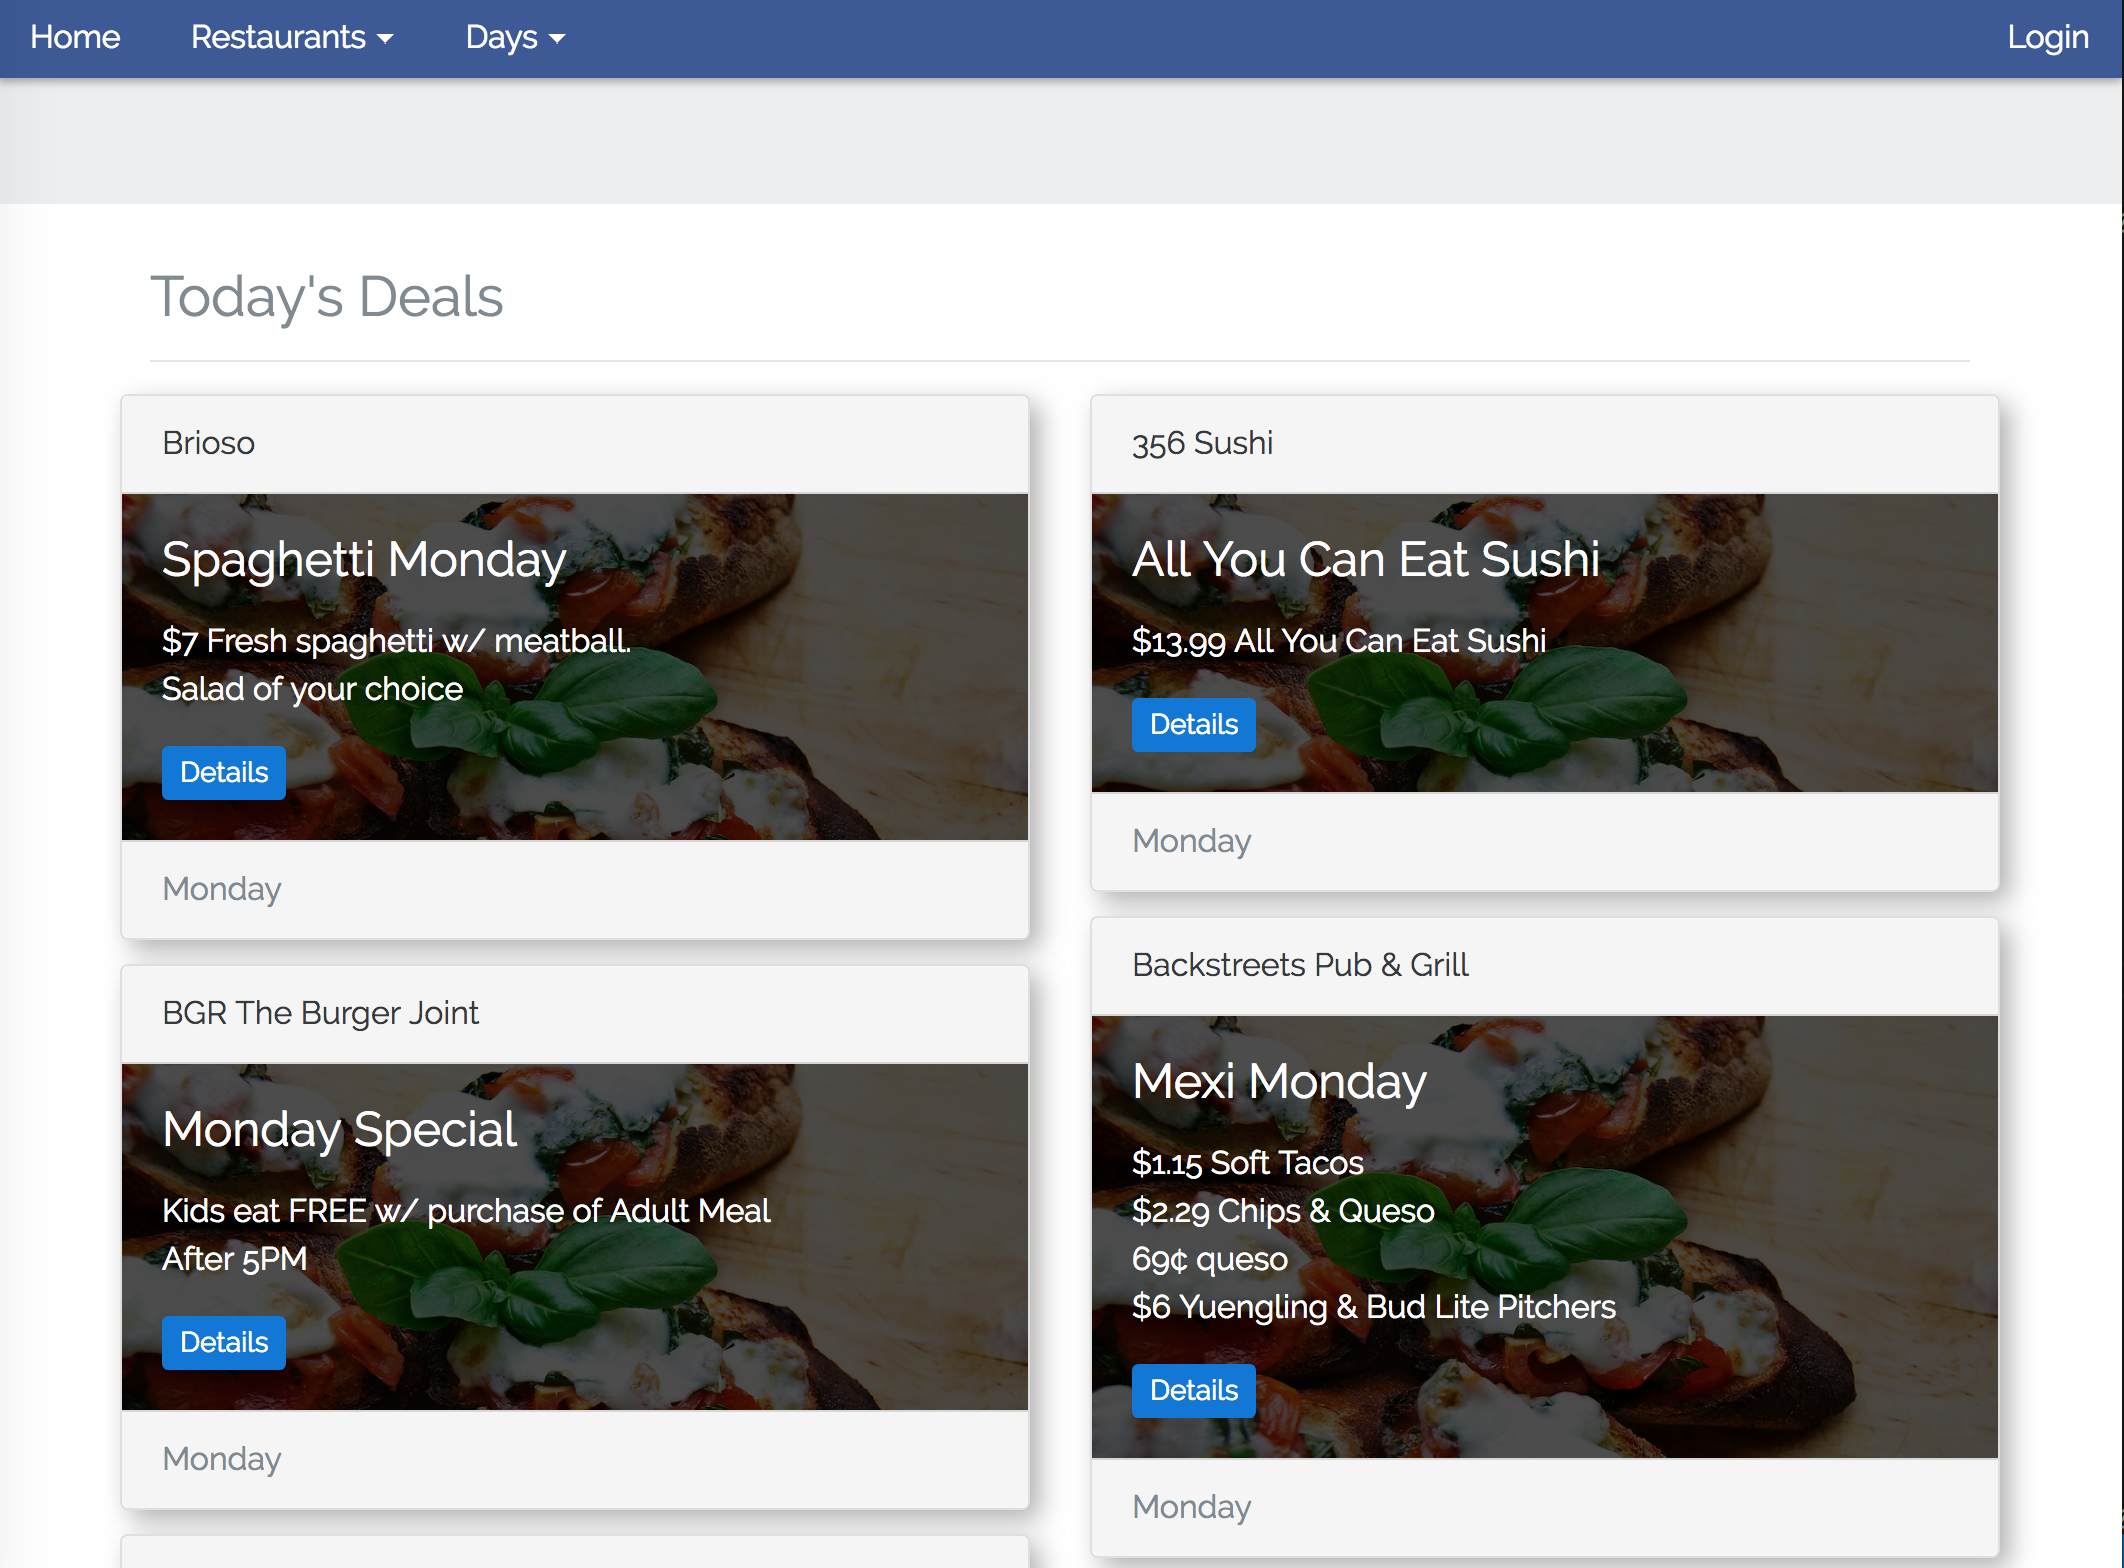 Home
Restaurants
Days
Login
Today's Deals
Brioso
Spaghetti Monday
$7 Fresh spaghetti w/ meatball.
Salad of your choice
Details
Monday
356 Sushi
All You Can Eat Sushi
$13.99 All You Can Eat Sushi
Details
Monday
BGR The Burger Joint
Monday Special
Kids eat FREE w/ purchase of Adult Meal
After 5PM
Details
Monday
Backstreets Pub & Grill
Mexi Monday
$1.15 Soft Tacos
$2.29 Chips & Queso
69¢ queso
$6 Yuengling & Bud Lite Pitchers
Details
Monday